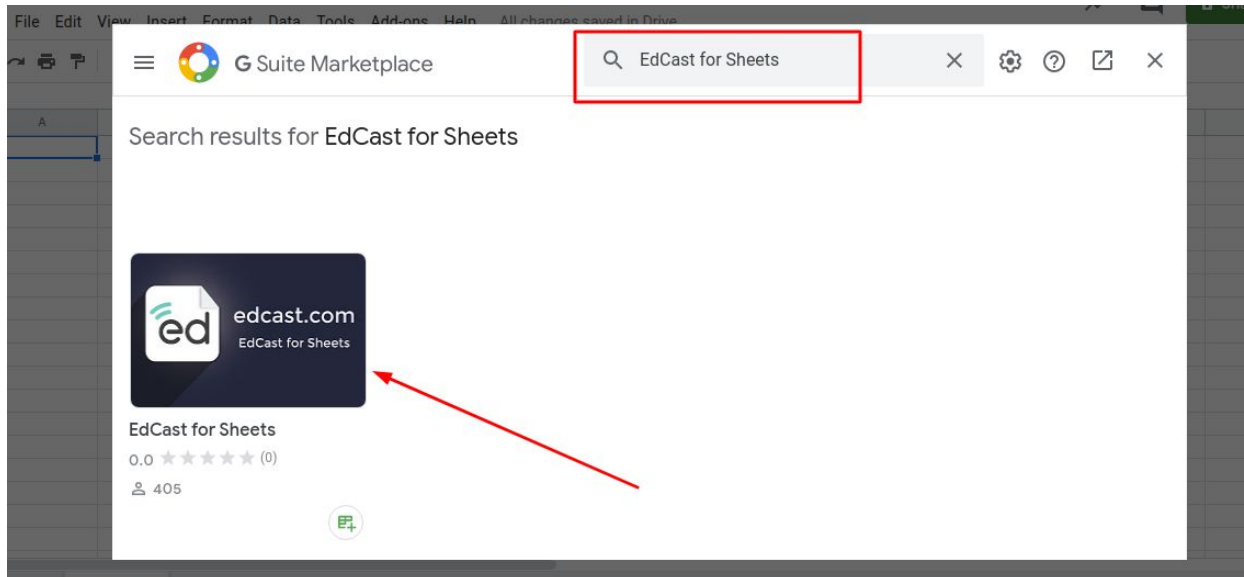 File Edit View Insert Format Data Tools Add-ons Help All changes saved in Drive
G Suite Marketplace
EdCast for Sheets
A
Search results for EdCast for Sheets
ed
edcast.com
EdCast for Sheets
EdCast for Sheets
0.0 (0)
405